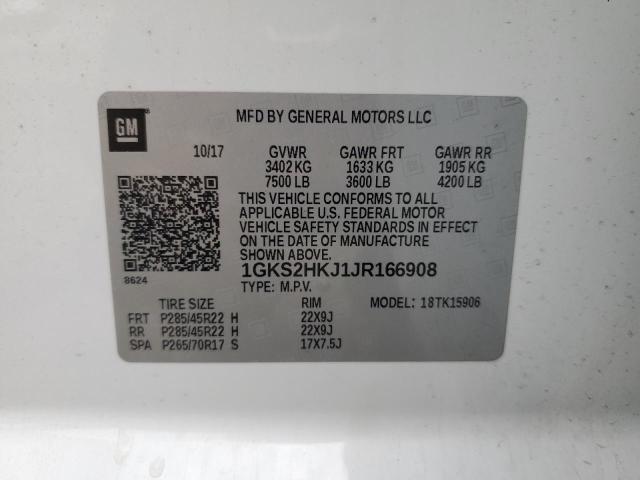 GM
MFD BY GENERAL MOTORS LLC
10/17 GVWR GAWR FRT GAWR RR
3402 KG 1633 KG 1905 KG
7500 LB 3600 LB 4200 LB
THIS VEHICLE CONFORMS TO ALL
APPLICABLE U.S. FEDERAL MOTOR
VEHICLE SAFETY STANDARDS IN EFFECT
ON THE DATE OF MANUFACTURE
SHOWN ABOVE.
1GKS2HKJ1JR166908
8624 TYPE: M.P.V.
TIRE SIZE RIM MODEL: 18TK15906
FRT P285/45R22 H 22X9J
RR P285/45R22 H 22X9J
SPA P265/70R17 S 17X7.5J